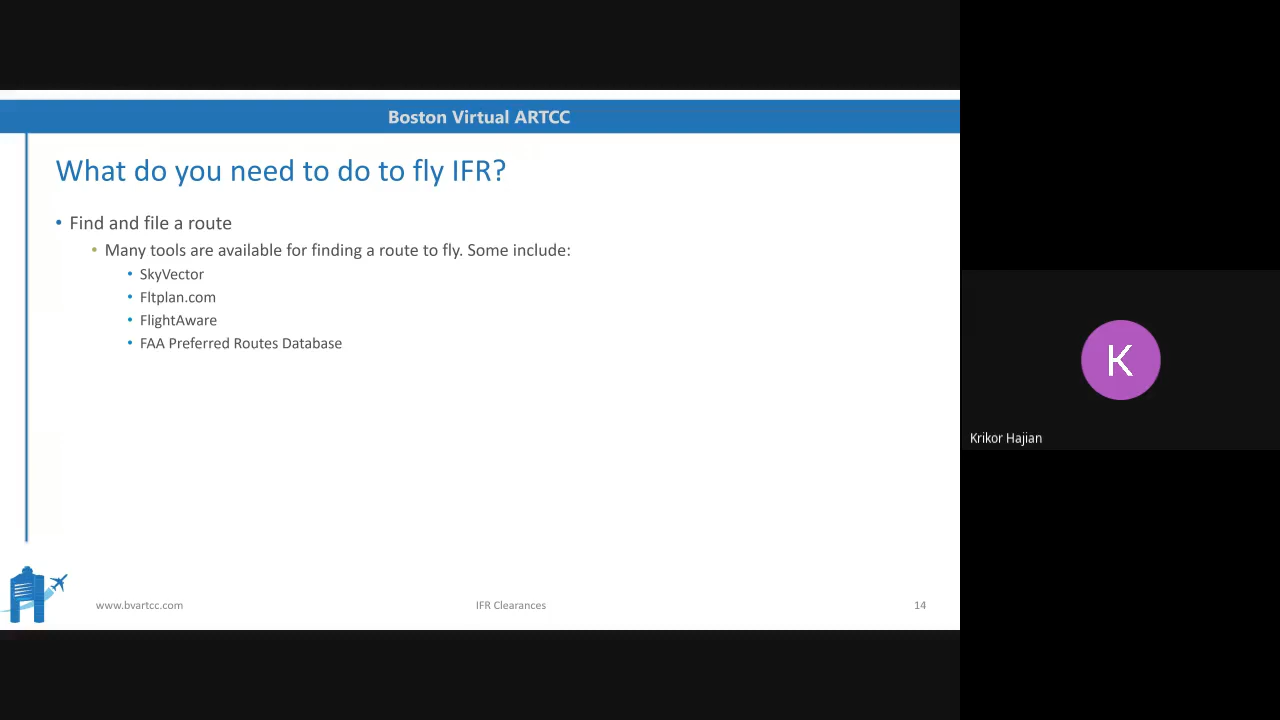 Boston Virtual ARTCC
What do you need to do to fly IFR?
• Find and file a route
• Many tools are available for finding a route to fly. Some include:
• SkyVector
• Fltplan.com
• FlightAware
• FAA Preferred Routes Database
K
Krikor Hajian
www.bvartcc.com
IFR Clearances
14